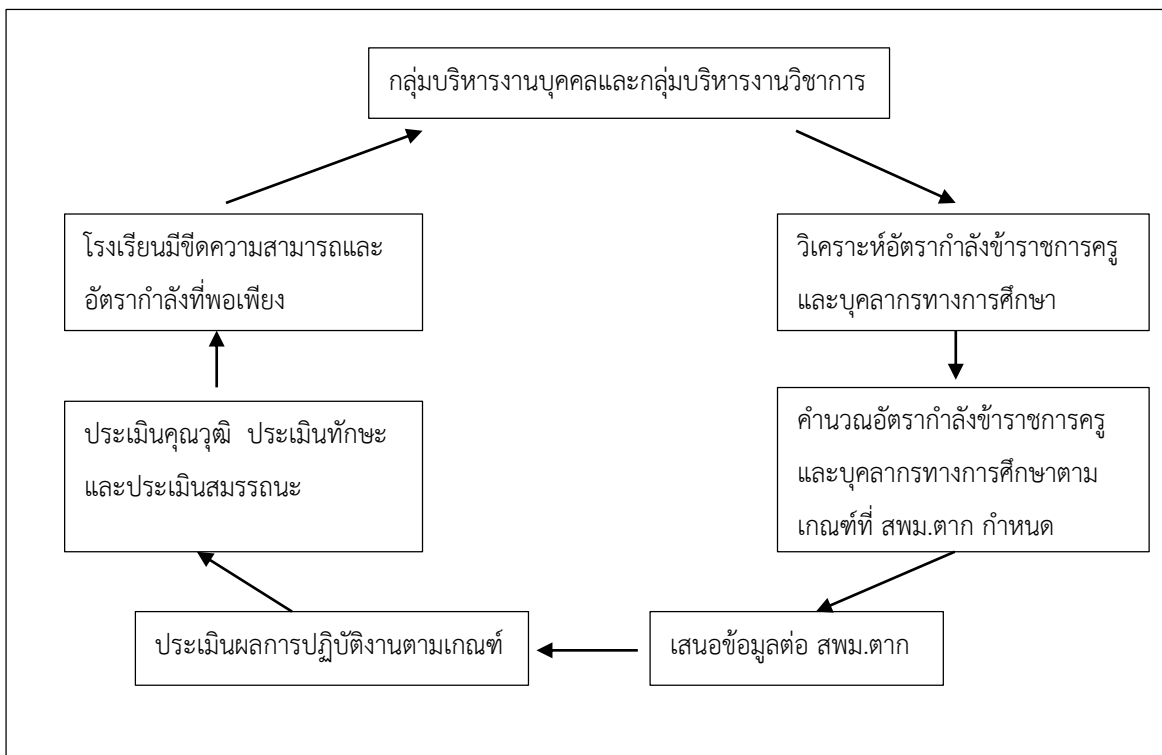 กลุ่มบริหารงานบุคคลและกลุ่มบริหารงานวิชาการ
วิเคราะห์อัตรากำลังข้าราชการครู
และบุคลากรทางการศึกษา
คำนวณอัตรากำลังข้าราชการครู
และบุคลากรทางการศึกษาตาม
เกณฑ์ที่ สพม.ตาก กำหนด
เสนอข้อมูลต่อ สพม.ตาก
ประเมินผลการปฏิบัติงานตามเกณฑ์
ประเมินคุณวุฒิ ประเมินทักษะ
และประเมินสมรรถนะ
โรงเรียนมีขีดความสามารถและ
อัตรากำลังที่พอเพียง